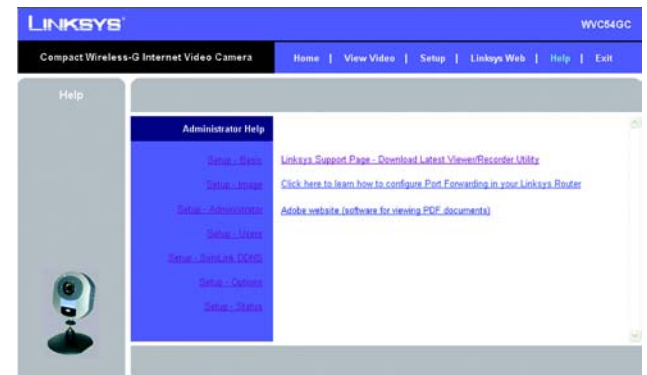 LINKSYS
WVC54GC
Compact Wireless-G Internet Video Camera
Home | View Video | Setup | Linksys Web | Help | Exit
Help
Administrator Help
Setup - Basic
Linksys Support Page - Download Latest Viewer/Recorder Utility
Setup - Image
Click here to learn how to configure Port Forwarding in your Linksys Router
Setup - Administrator
Adobe website (software for viewing PDF documents)
Setup - Users
Setup - SoloLink DDNS
Setup - Options
Setup - Status